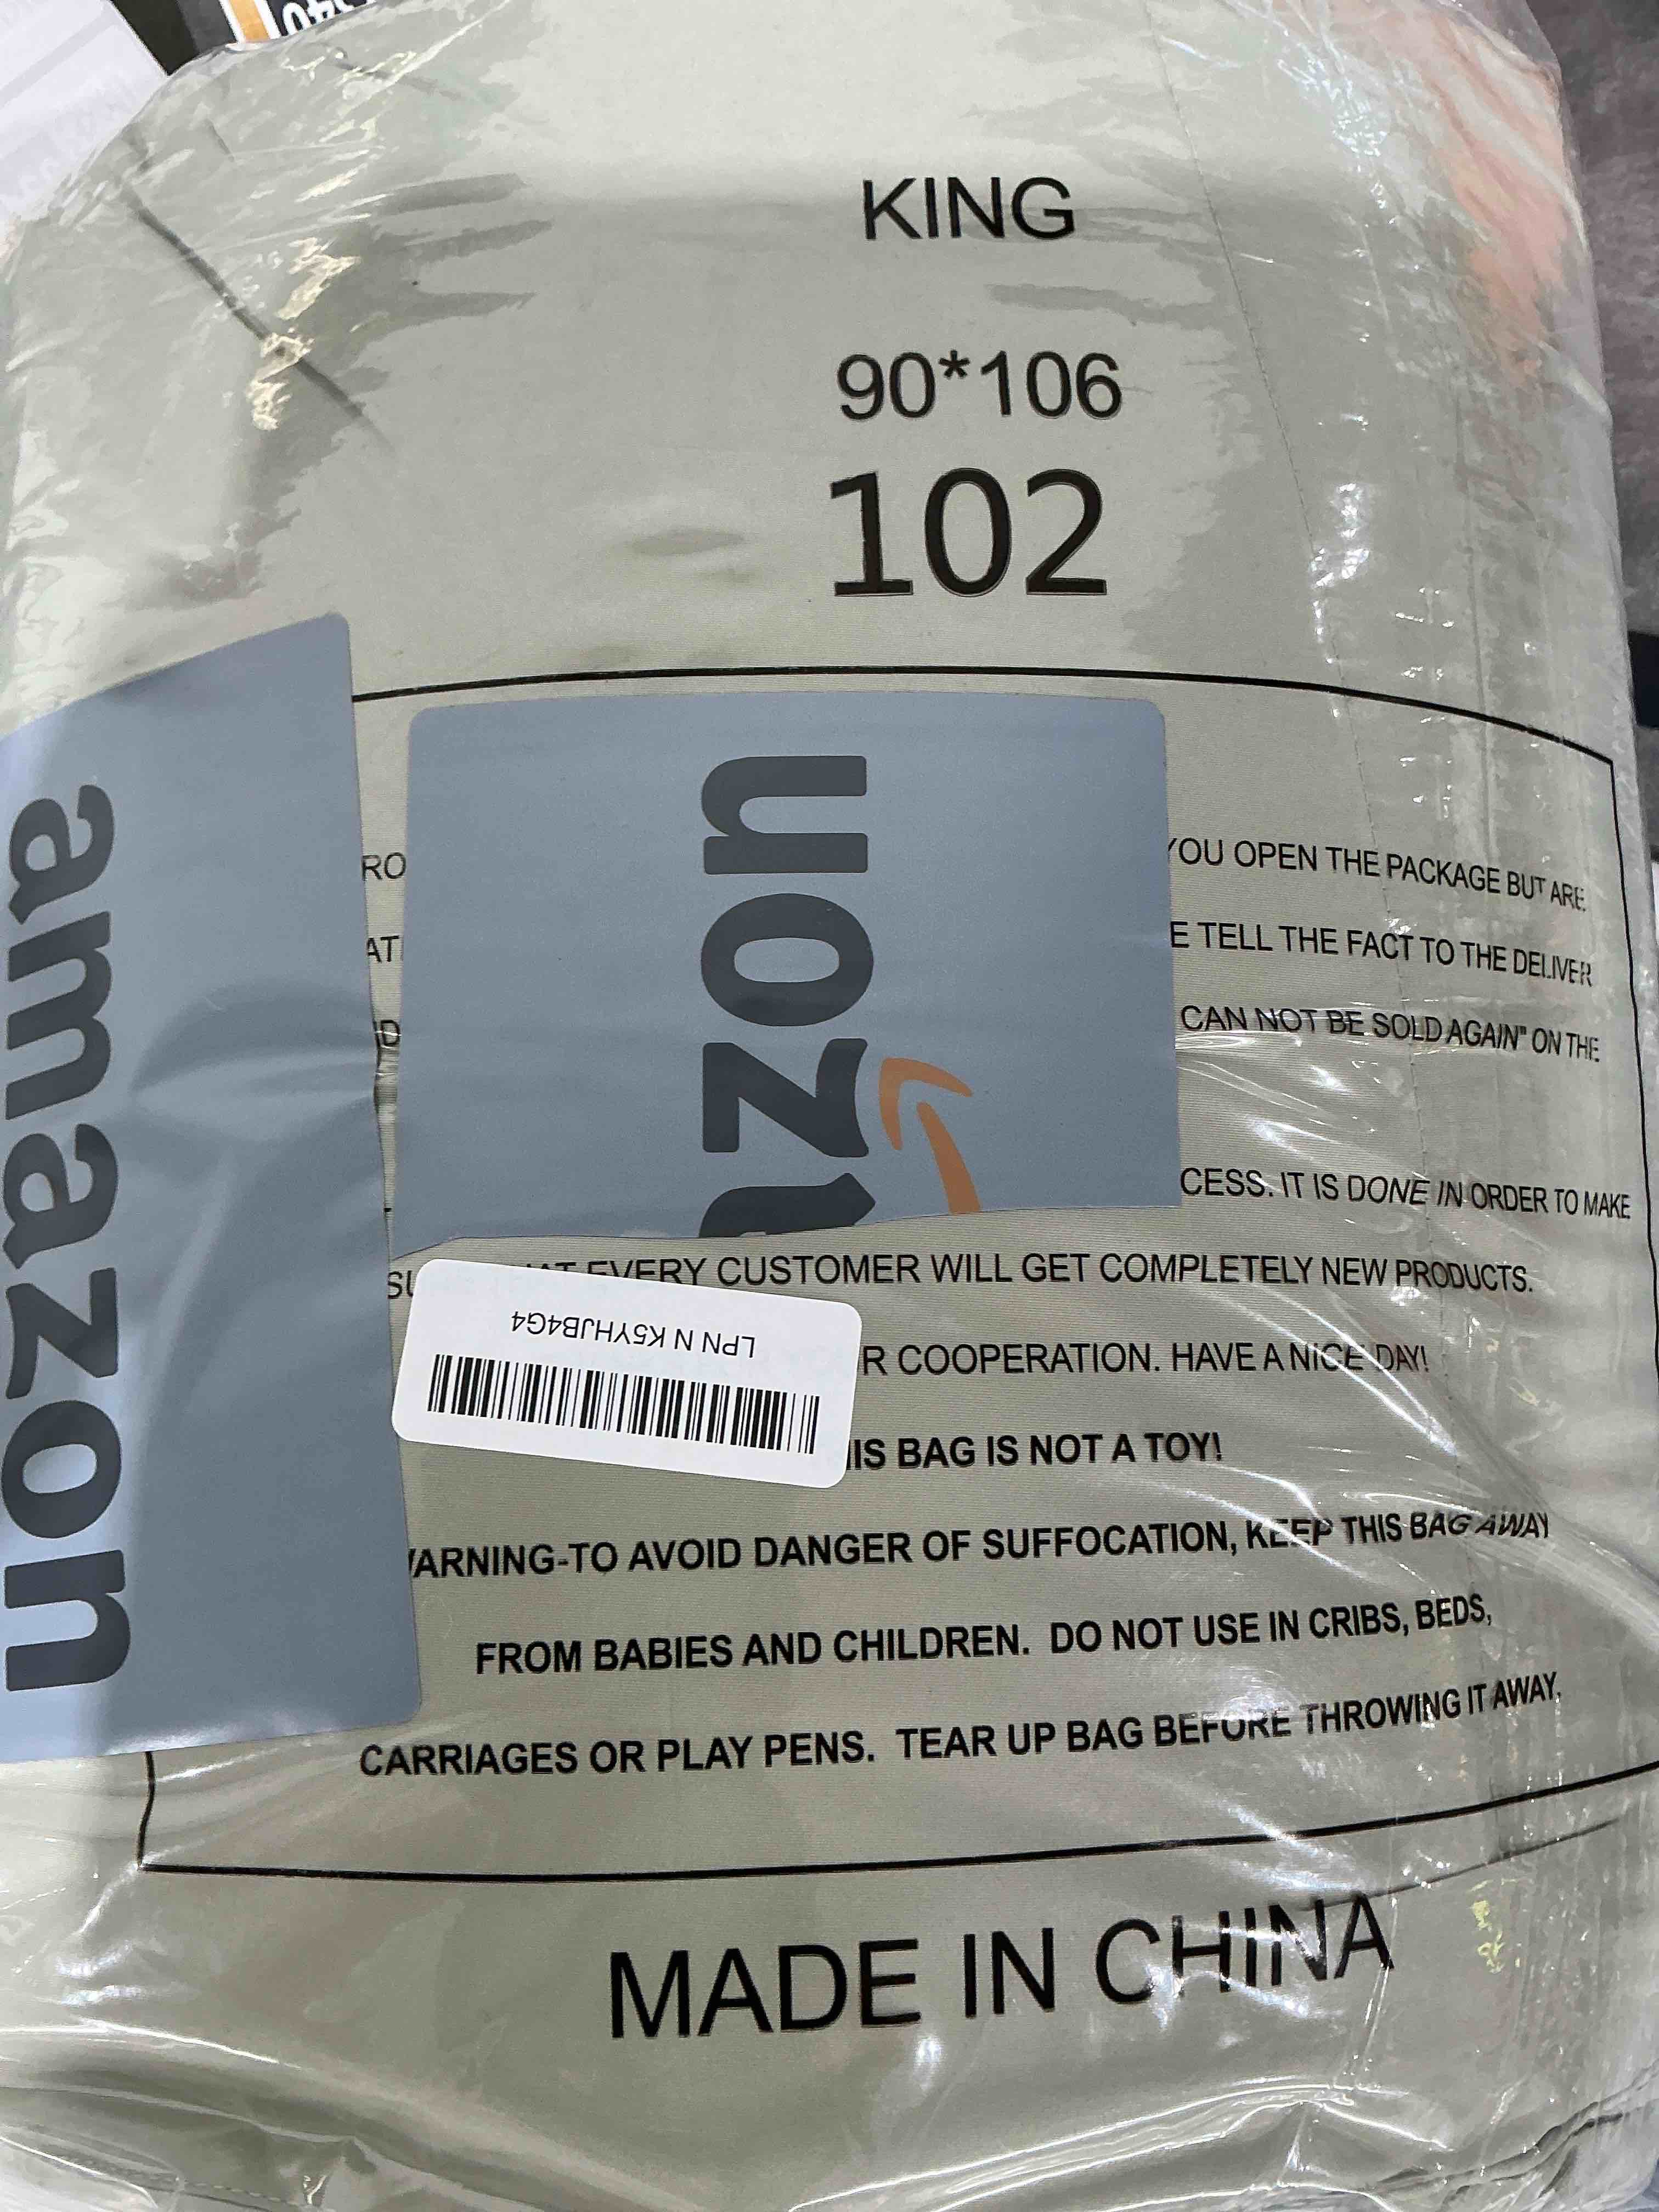 KING
90*106
102
amazon
RO
YOU OPEN THE PACKAGE BUT ARE
AT
E TELL THE FACT TO THE DELIVER
CAN NOT BE SOLD AGAIN" ON THE
CESS. IT IS DONE IN ORDER TO MAKE
EVERY CUSTOMER WILL GET COMPLETELY NEW PRODUCTS.
LPN N K5YHJB4G4
R COOPERATION. HAVE A NICE DAY!
IS BAG IS NOT A TOY!
ARNING-TO AVOID DANGER OF SUFFOCATION, KEEP THIS BAG AWAY
FROM BABIES AND CHILDREN. DO NOT USE IN CRIBS, BEDS,
CARRIAGES OR PLAY PENS. TEAR UP BAG BEFORE THROWING IT AWAY.
MADE IN CHINA